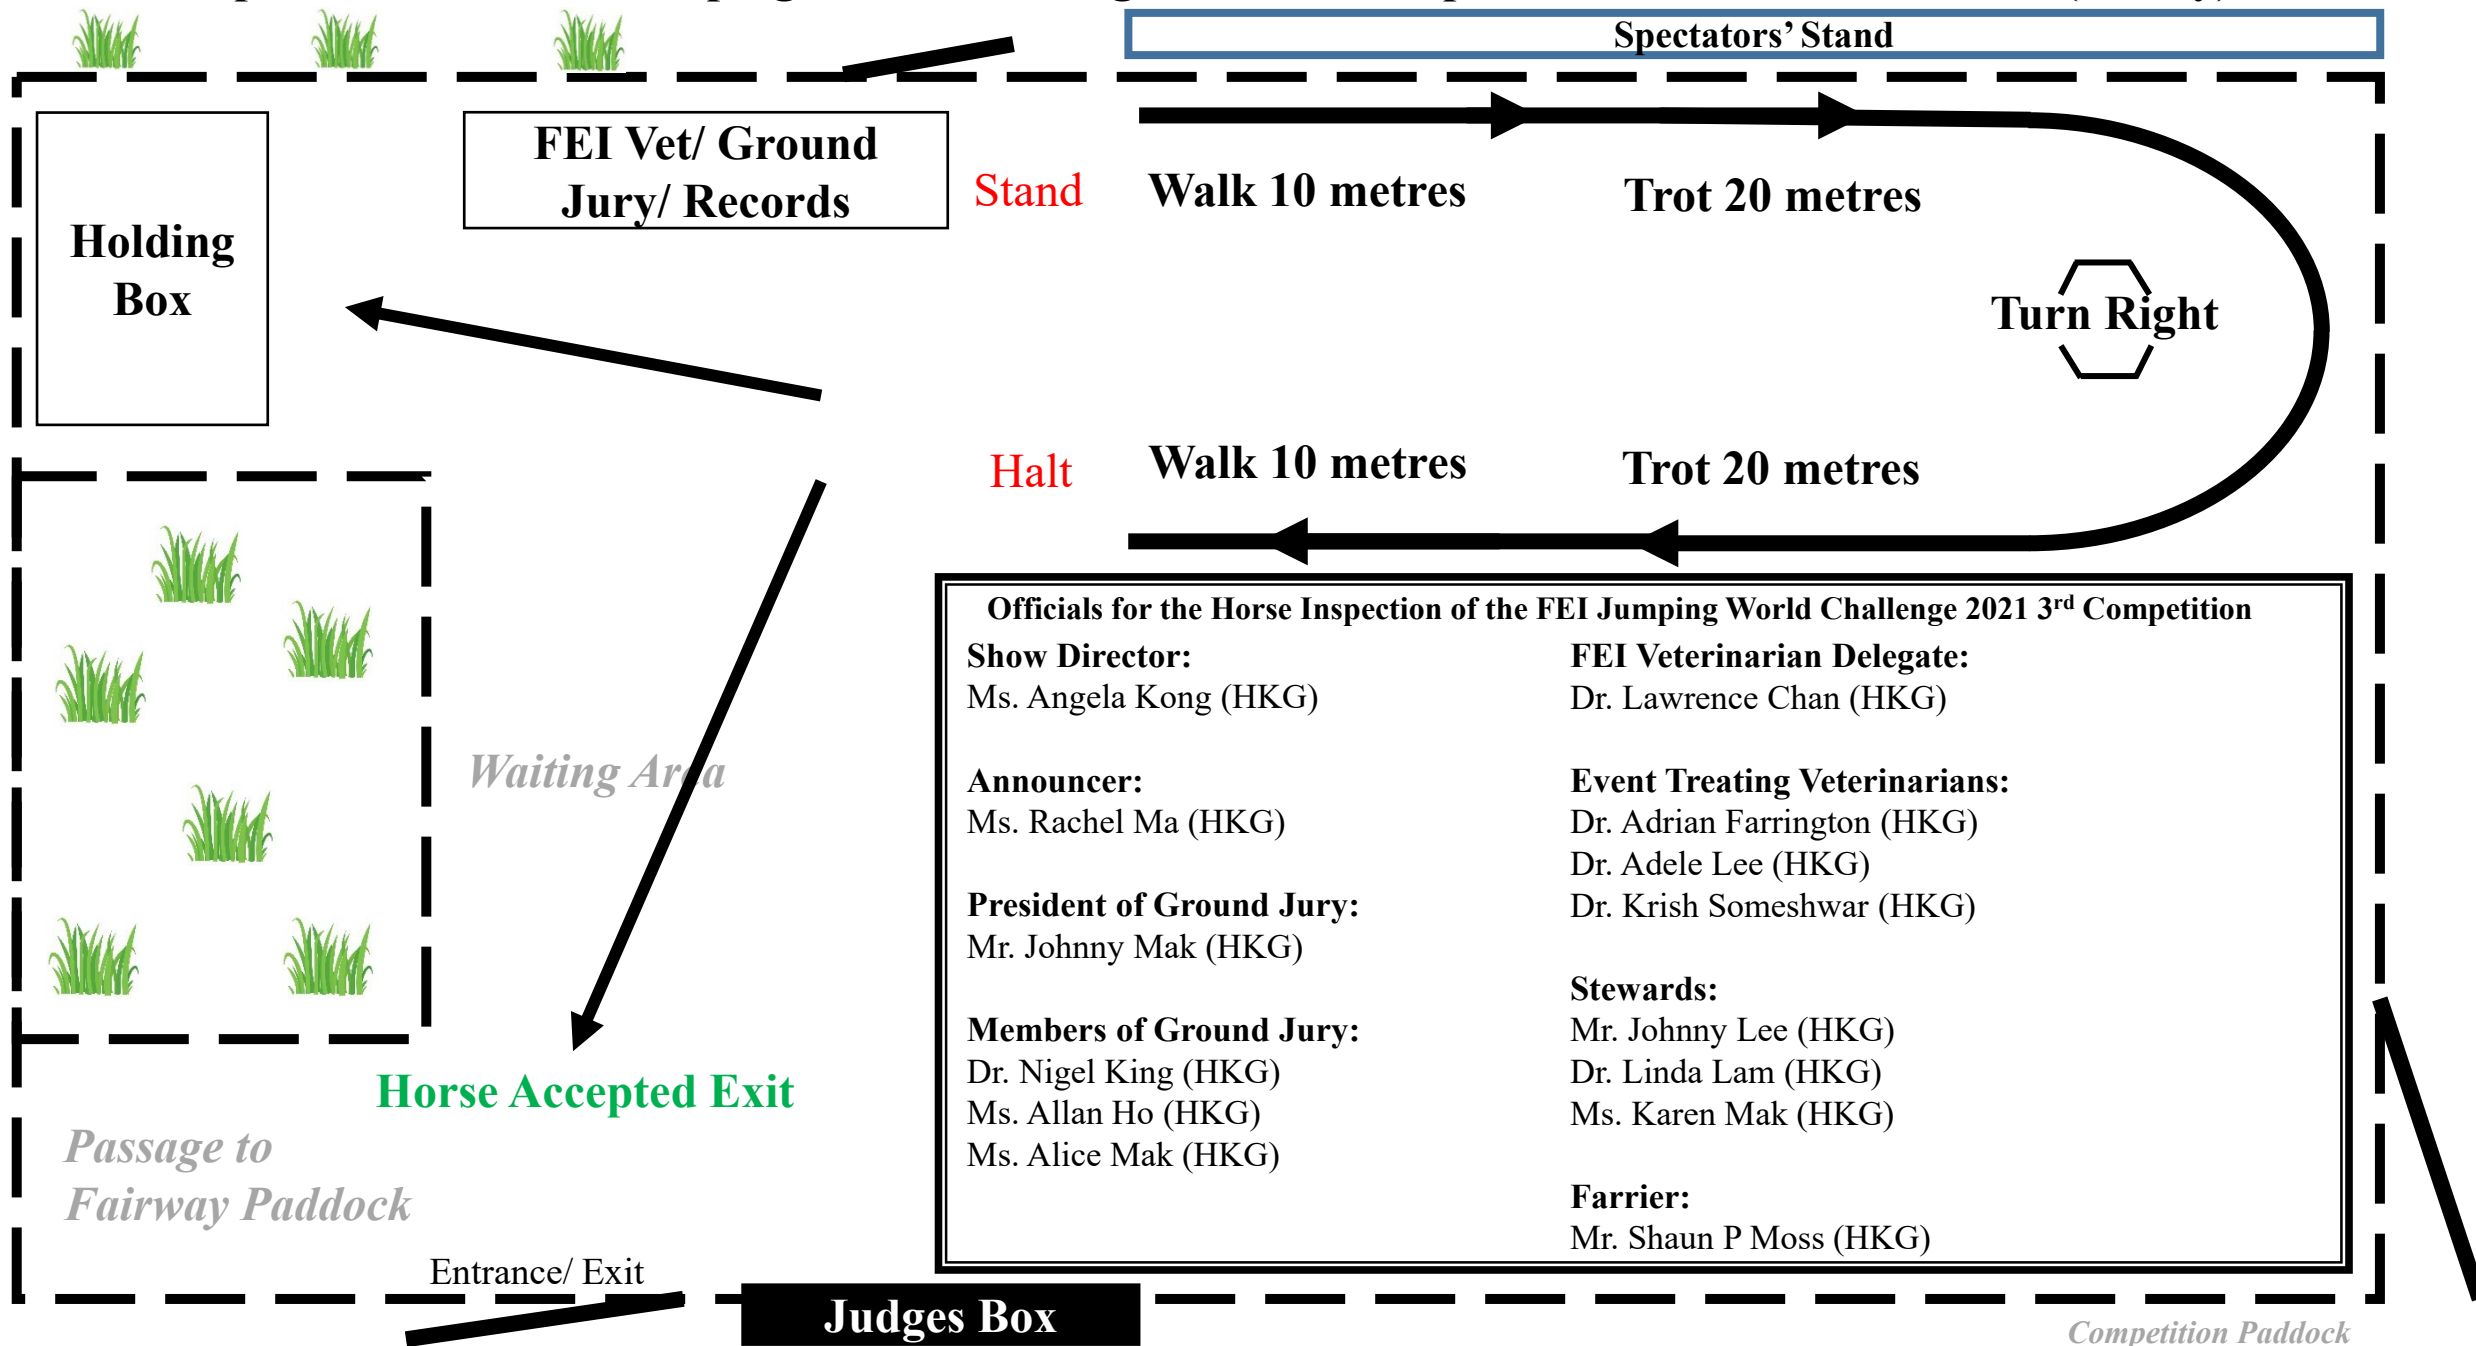 Spectators' Stand
FEI Vet/ Ground
Jury/ Records
Holding
Box
Stand
Walk 10 metres
Trot 20 metres
Turn Right
Halt
Walk 10 metres
Trot 20 metres
Waiting Area
Horse Accepted Exit
Passage to
Fairway Paddock
Entrance/ Exit
Officials for the Horse Inspection of the FEI Jumping World Challenge 2021 3rd Competition
Show Director:
Ms. Angela Kong (HKG)
Announcer:
Ms. Rachel Ma (HKG)
President of Ground Jury:
Mr. Johnny Mak (HKG)
Members of Ground Jury:
Dr. Nigel King (HKG)
Ms. Allan Ho (HKG)
Ms. Alice Mak (HKG)
FEI Veterinarian Delegate:
Dr. Lawrence Chan (HKG)
Event Treating Veterinarians:
Dr. Adrian Farrington (HKG)
Dr. Adele Lee (HKG)
Dr. Krish Someshwar (HKG)
Stewards:
Mr. Johnny Lee (HKG)
Dr. Linda Lam (HKG)
Ms. Karen Mak (HKG)
Farrier:
Mr. Shaun P Moss (HKG)
Judges Box
Competition Paddock